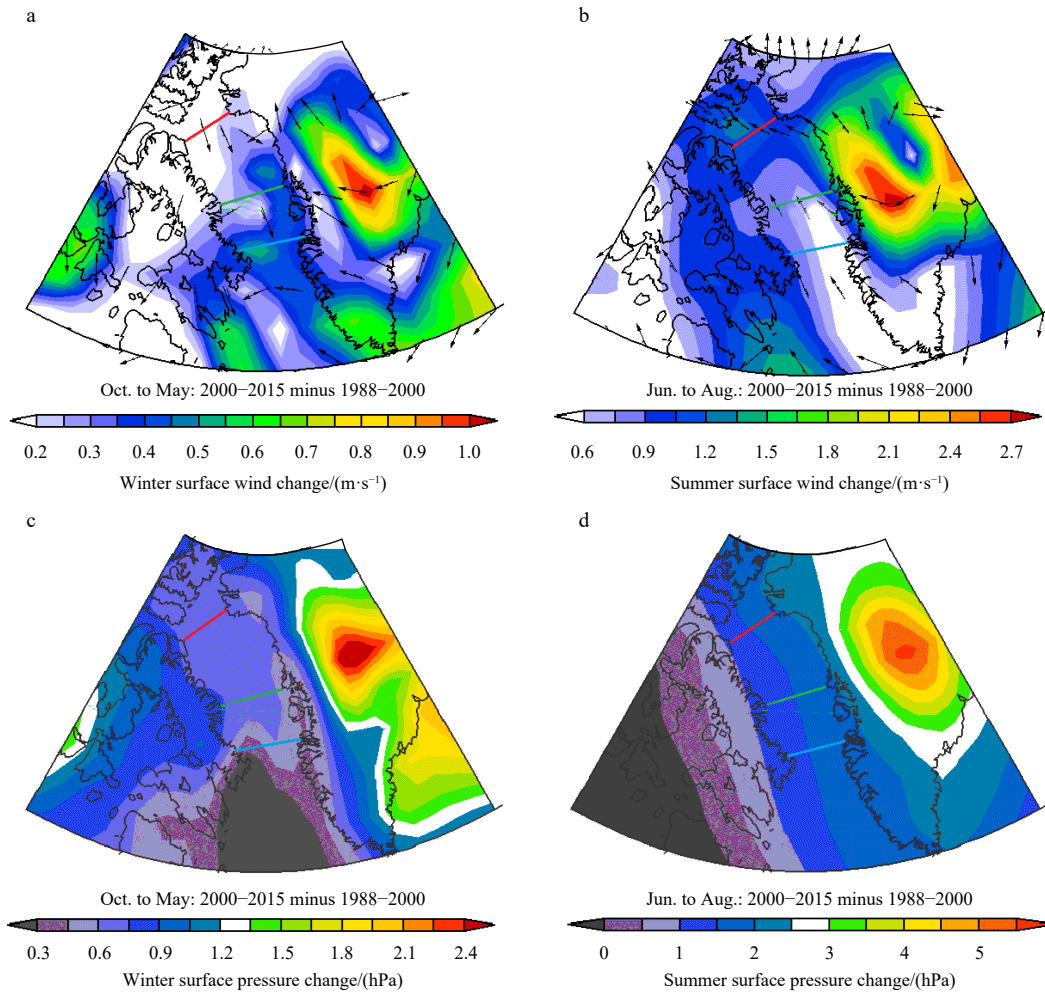 a
b
Oct. to May: 2000−2015 minus 1988−2000
Jun. to Aug.: 2000−2015 minus 1988−2000
0.2 0.3 0.4 0.5 0.6 0.7 0.8 0.9 1.0
0.6 0.9 1.2 1.5 1.8 2.1 2.4 2.7
Winter surface wind change/(m·s⁻¹)
Summer surface wind change/(m·s⁻¹)
c
d
Oct. to May: 2000−2015 minus 1988−2000
Jun. to Aug.: 2000−2015 minus 1988−2000
0.3 0.6 0.9 1.2 1.5 1.8 2.1 2.4
0 1 2 3 4 5
Winter surface pressure change/(hPa)
Summer surface pressure change/(hPa)